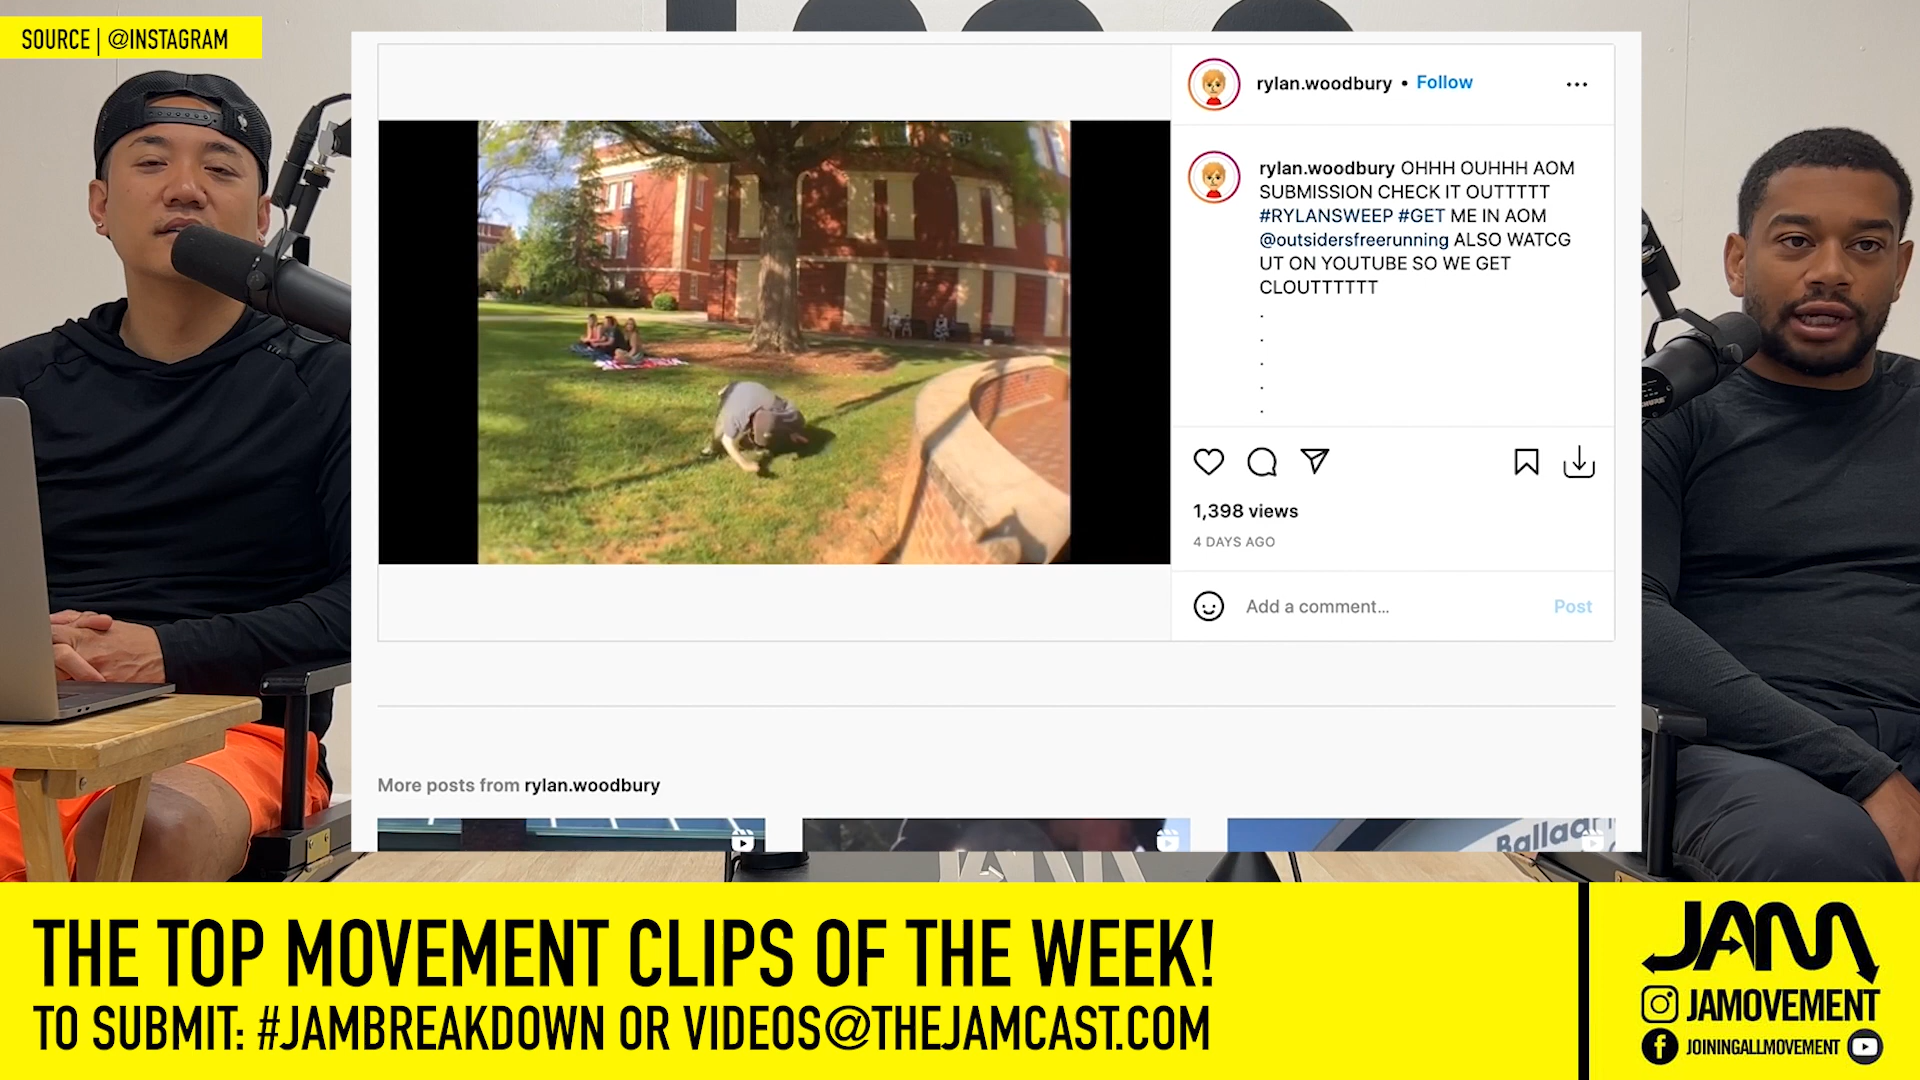 SOURCE | @INSTAGRAM
rylan.woodbury • Follow
rylan.woodbury OHHH OUHHH AOM
SUBMISSION CHECK IT OUTTTTT
#RYLANSWEEP #GET ME IN AOM
@outsidersfreerunning ALSO WATCG
UT ON YOUTUBE SO WE GET
CLOUTTTTTT
.
.
.
.
.
1,398 views
4 DAYS AGO
Add a comment...
Post
More posts from rylan.woodbury
THE TOP MOVEMENT CLIPS OF THE WEEK!
TO SUBMIT: #JAMBREAKDOWN OR VIDEOS@THEJAMCAST.COM
JAM
JAMOVEMENT
JOININGALLMOVEMENT